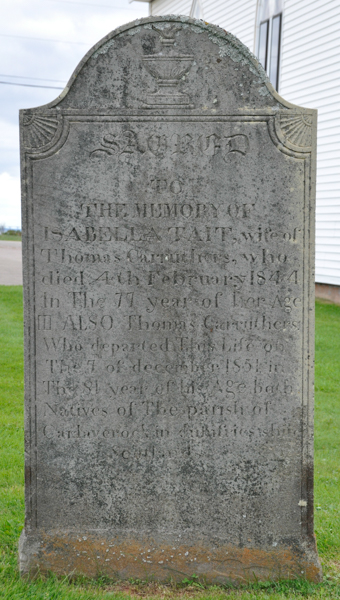 SACRED
TO
THE MEMORY OF
ISABELLA TAIT, wife of
Thomas Carruthers, who
died 4th February 1844
In The 77 year of her Age
ALSO Thomas Carruthers
Who departed This life on
The 7 of december 1851 in
The 81 year of his Age both
Natives of The parish of
Carlaverock in dumfriesshire
Scotland